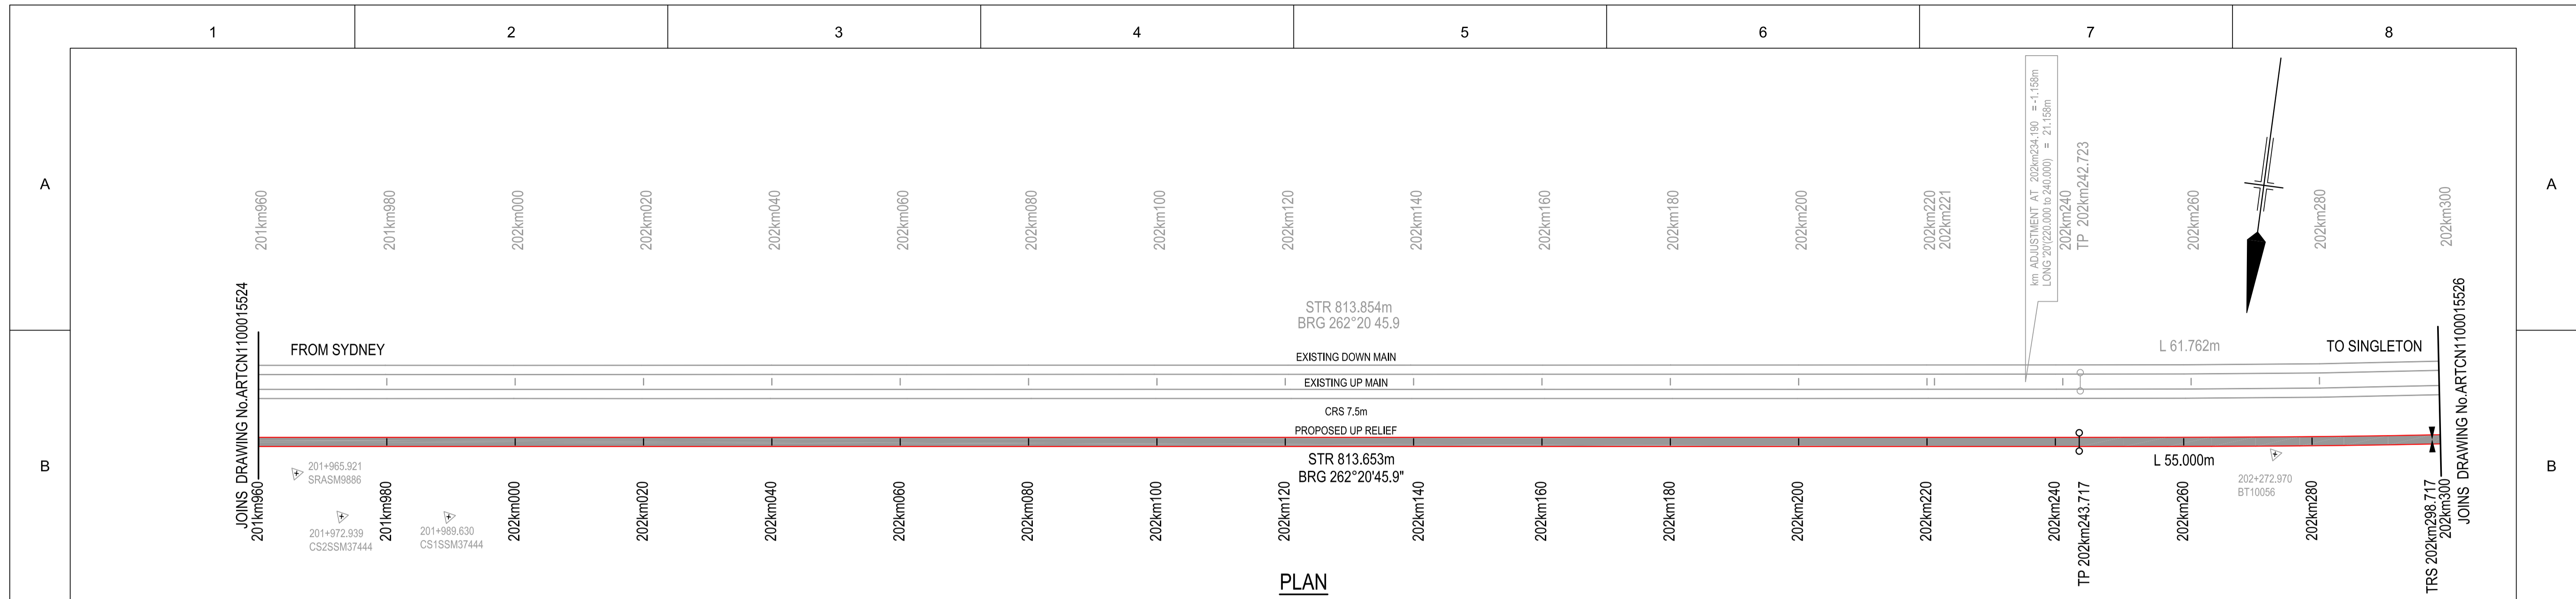 1 2 3 4 5 6 7 8
A A
km ADJUSTMENT AT 202km234.190 = -1.158m
LONG '20'(220.000 to 240.000) = 21.158m
201km960 201km980 202km000 202km020 202km040 202km060 202km080 202km100 202km120 202km140 202km160 202km180 202km200 202km220 202km221 202km240 TP 202km242.723 202km260 202km280 202km300
STR 813.854m
BRG 262°20 45.9
JOINS DRAWING No.ARTCN1100015524
FROM SYDNEY
EXISTING DOWN MAIN
L 61.762m
TO SINGLETON
JOINS DRAWING No.ARTCN1100015526
EXISTING UP MAIN
CRS 7.5m
PROPOSED UP RELIEF
B B
STR 813.653m
BRG 262°20'45.9"
L 55.000m
201+965.921
SRASM9886
201+972.939
CS2SSM37444
201+989.630
CS1SSM37444
202+272.970
BT10056
201km960 201km980 202km000 202km020 202km040 202km060 202km080 202km100 202km120 202km140 202km160 202km180 202km200 202km220 202km240 TP 202km243.717 202km260 202km280 TRS 202km298.717 202km300
PLAN